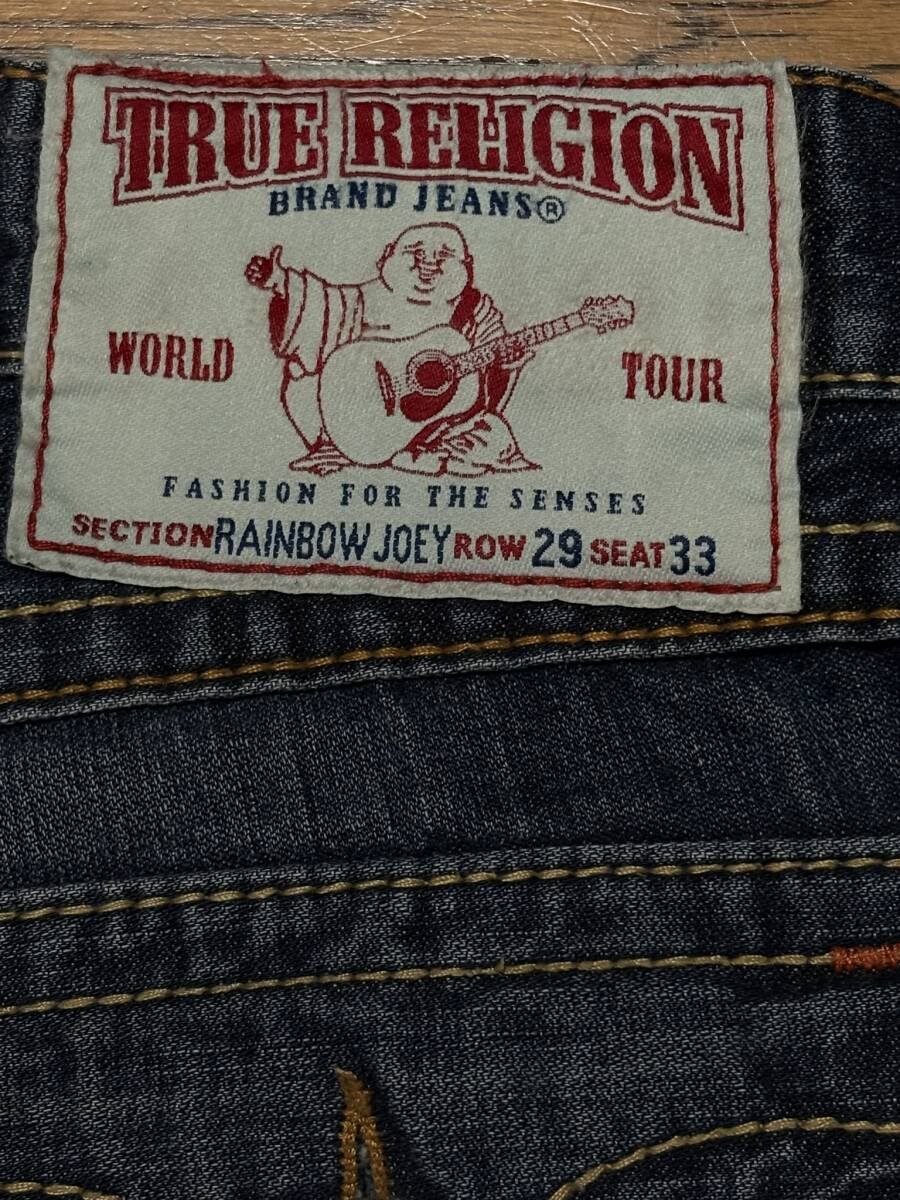 TRUE RELIGION
BRAND JEANS®
WORLD TOUR
FASHION FOR THE SENSES
SECTION RAINBOW JOEY ROW 29 SEAT 33